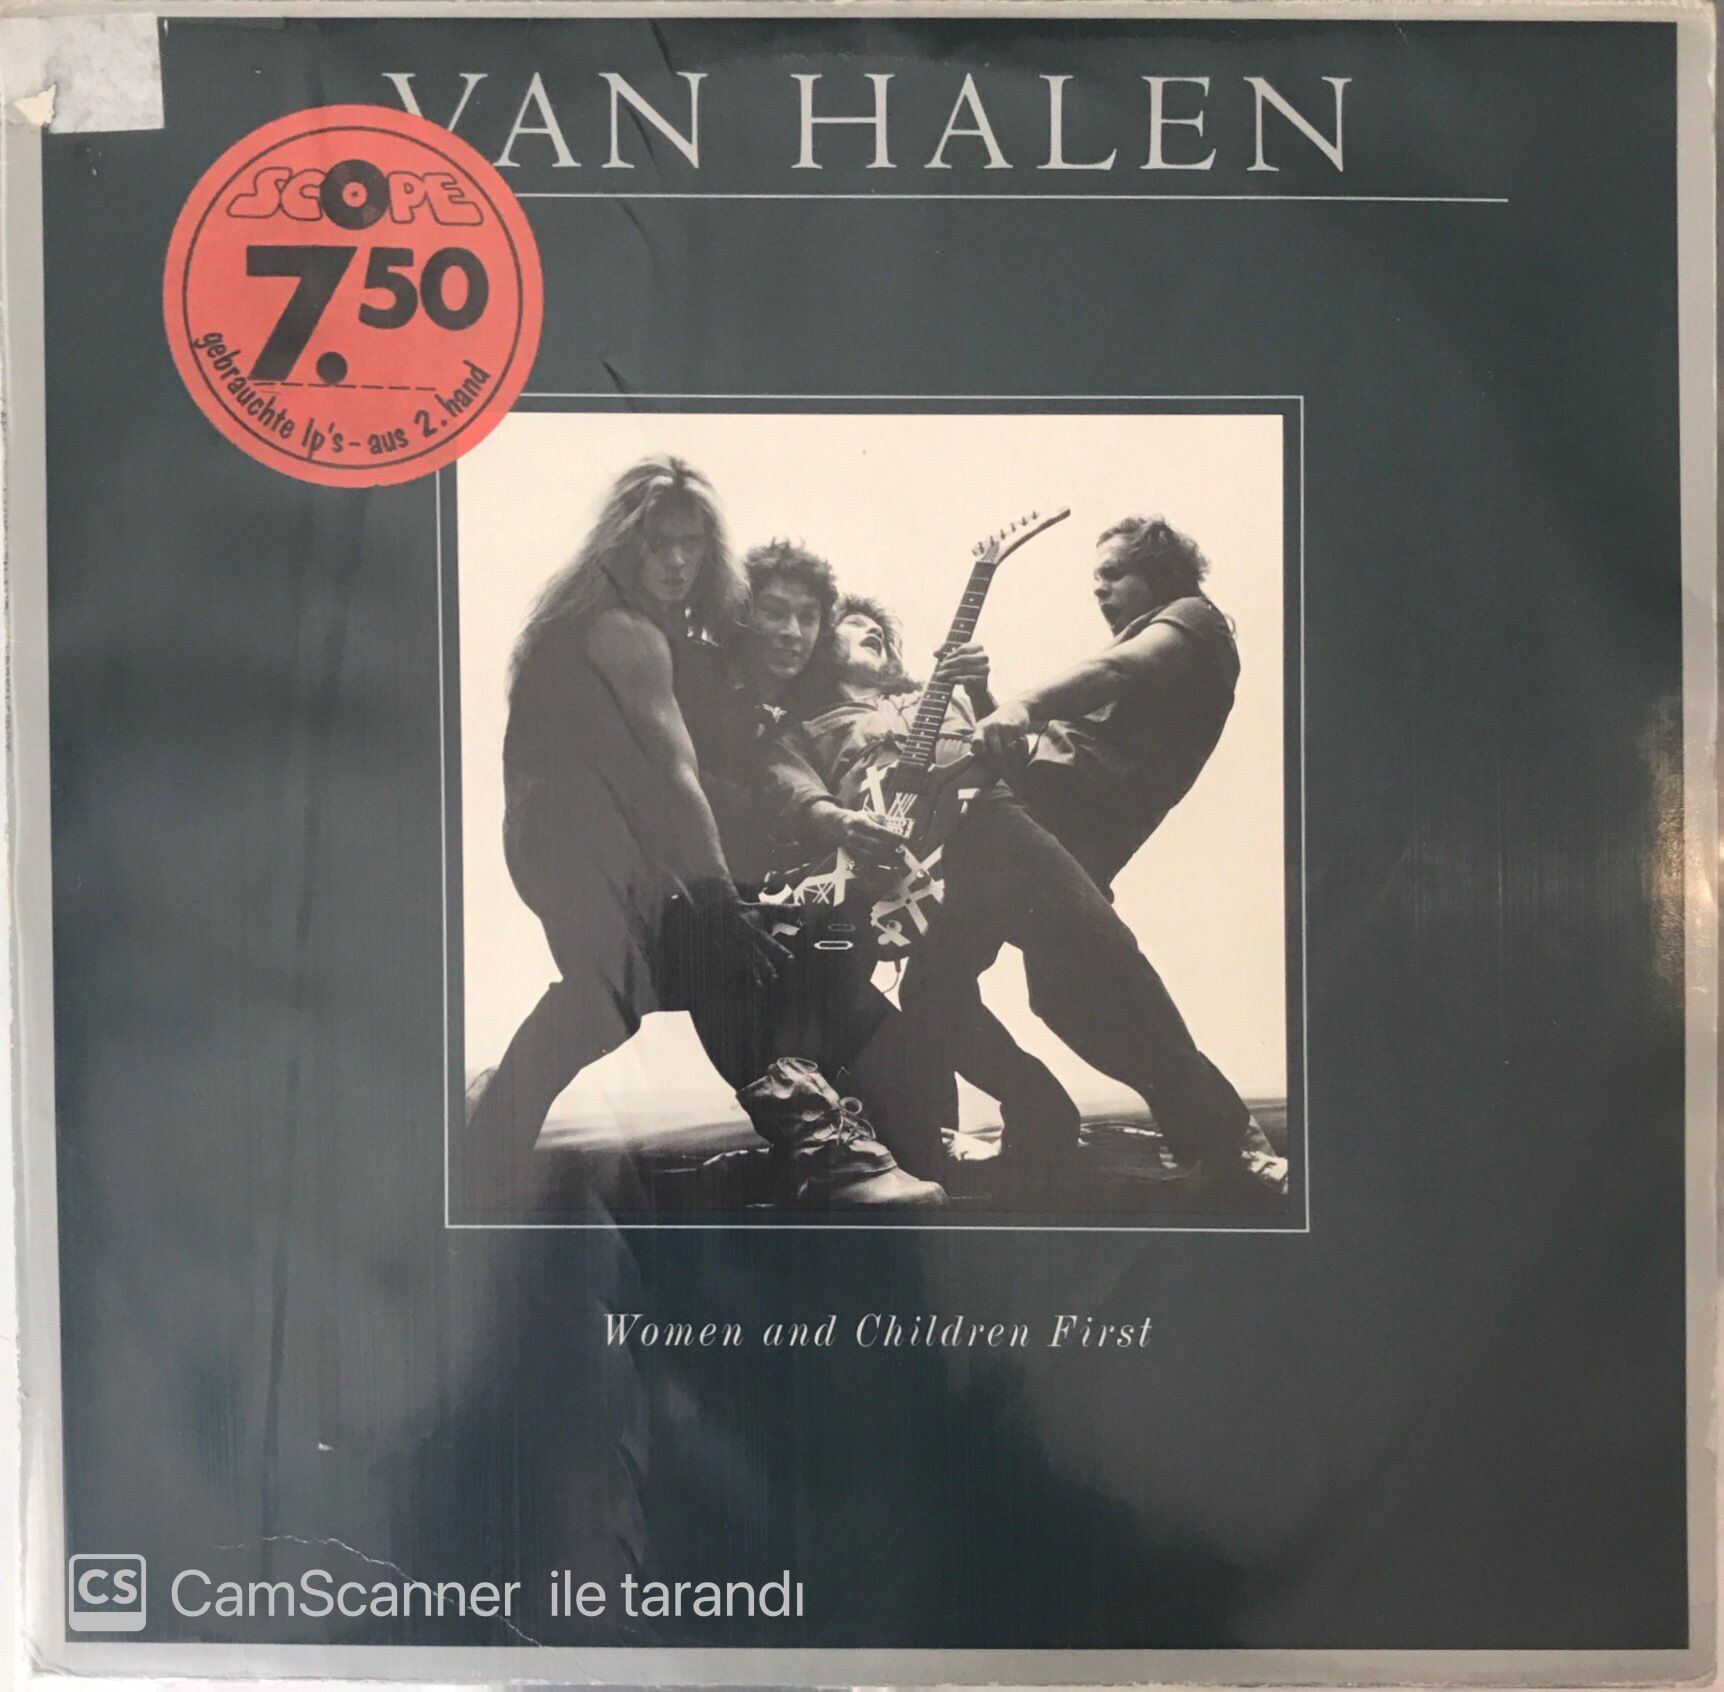 VAN HALEN
SCOPE
7.50
gebrauchte lp's - aus 2. hand
Women and Children First
CS CamScanner ile tarandı